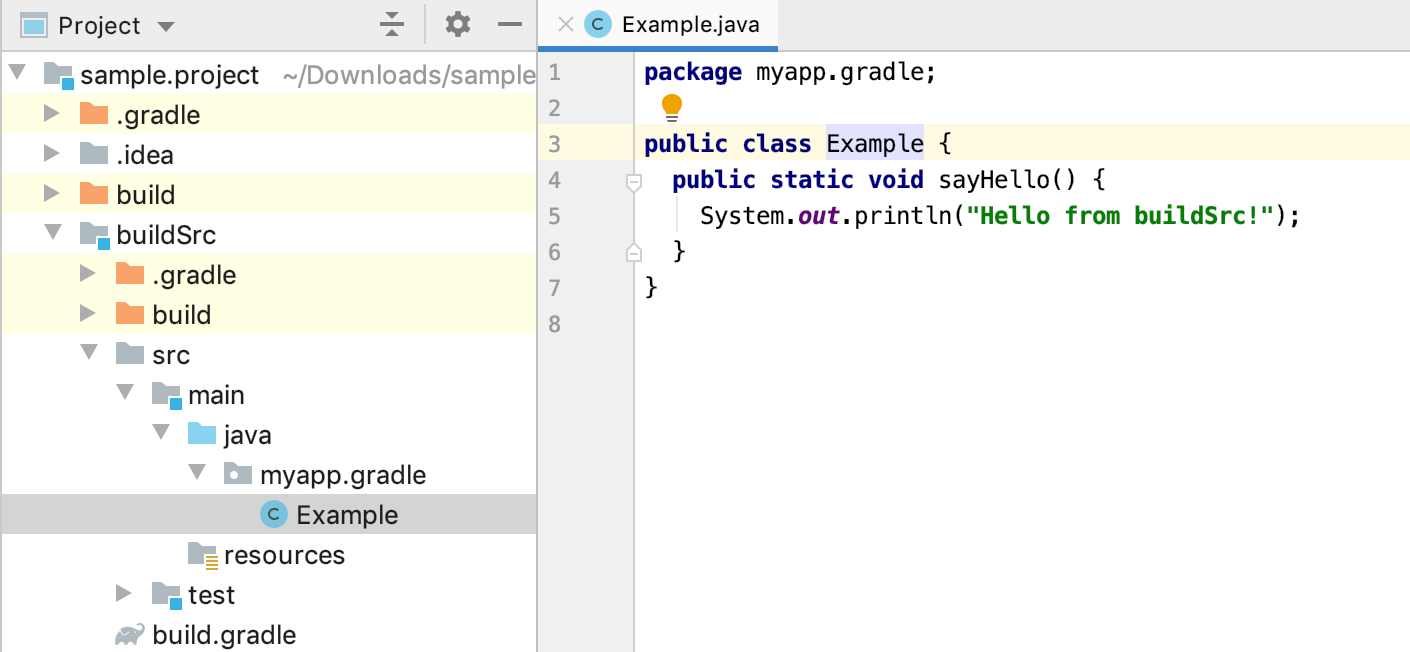 Project
sample.project ~/Downloads/sample
.gradle
.idea
build
buildSrc
.gradle
build
src
main
java
myapp.gradle
C Example
resources
test
build.gradle
C Example.java
1 package myapp.gradle;
2
3 public class Example {
4   public static void sayHello() {
5     System.out.println("Hello from buildSrc!");
6   }
7 }
8